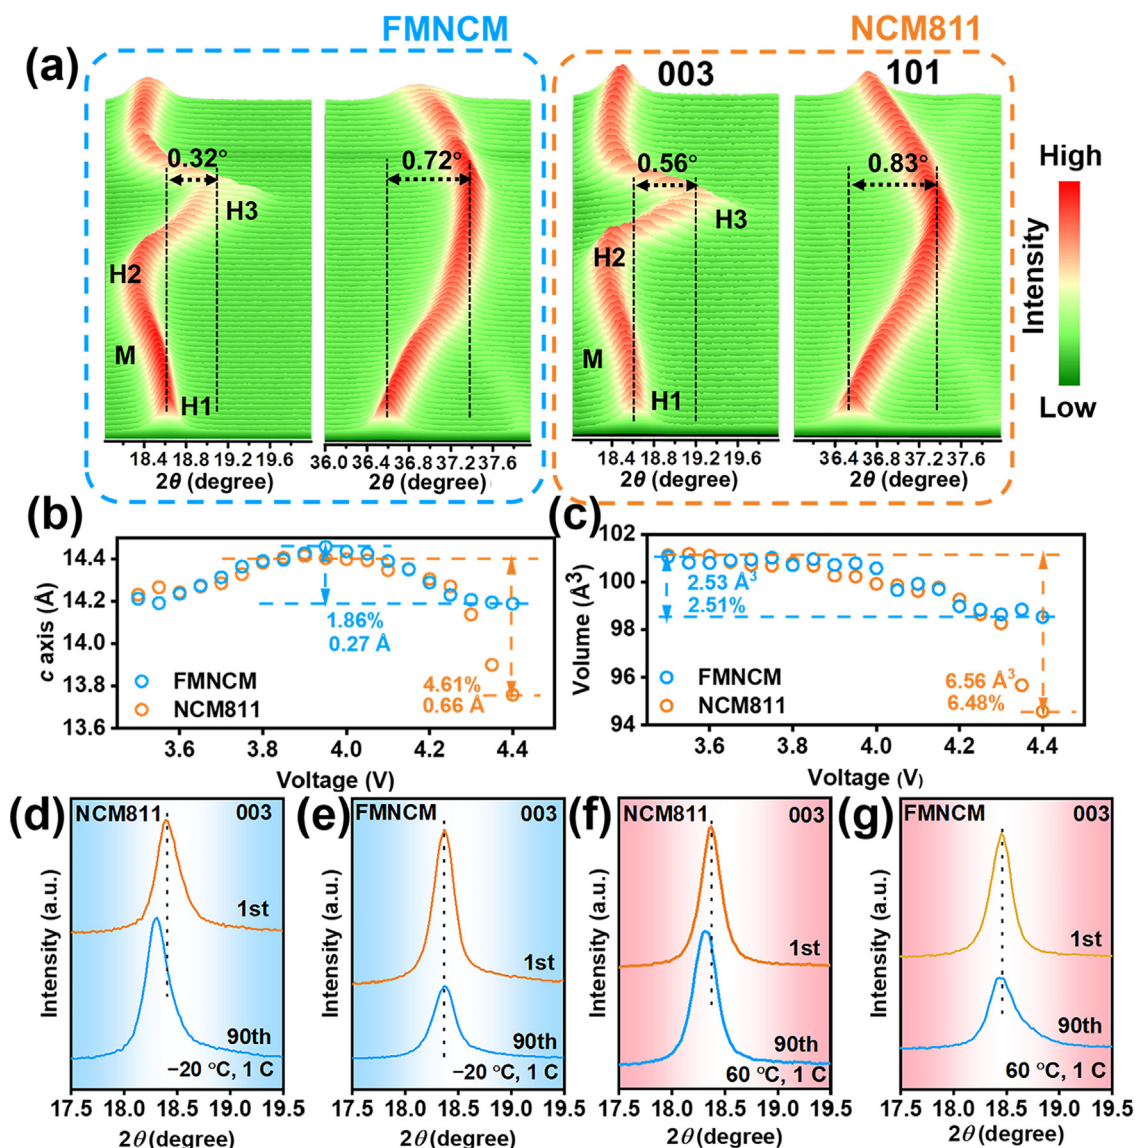 FMNCM
NCM811
(a)
003
101
0.32°
0.72°
0.56°
0.83°
H3
H2
M
H1
H3
H2
M
H1
High
Intensity
Low
18.4 18.8 19.2 19.6
36.0 36.4 36.8 37.2 37.6
18.4 18.8 19.2 19.6
36.4 36.8 37.2 37.6
2θ (degree)
2θ (degree)
2θ (degree)
2θ (degree)
(b)
c axis (Å)
14.4
14.2
14.0
13.8
13.6
1.86%
0.27 Å
4.61%
0.66 Å
FMNCM
NCM811
3.6 3.8 4.0 4.2 4.4
Voltage (V)
(c)
Volume (Å³)
102
100
98
96
94
2.53 Å³
2.51%
6.56 Å³
6.48%
FMNCM
NCM811
3.6 3.8 4.0 4.2 4.4
Voltage (V)
(d)
NCM811
003
1st
90th
−20 °C, 1 C
Intensity (a.u.)
17.5 18.0 18.5 19.0 19.5
2θ (degree)
(e)
FMNCM
003
1st
90th
−20 °C, 1 C
Intensity (a.u.)
17.5 18.0 18.5 19.0 19.5
2θ (degree)
(f)
NCM811
003
1st
90th
60 °C, 1 C
Intensity (a.u.)
17.5 18.0 18.5 19.0 19.5
2θ (degree)
(g)
FMNCM
003
1st
90th
60 °C, 1 C
Intensity (a.u.)
17.5 18.0 18.5 19.0 19.5
2θ (degree)